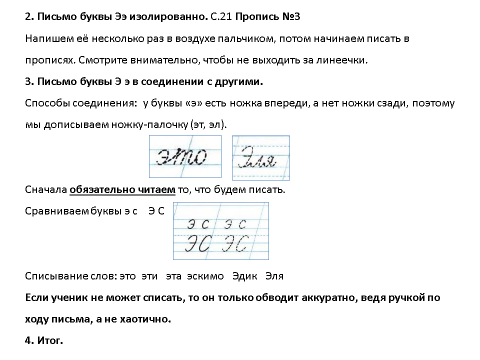 2. Письмо буквы Ээ изолированно. С.21 Пропись №3
Напишем её несколько раз в воздухе пальчиком, потом начинаем писать в
прописях. Смотрите внимательно, чтобы не выходить за линеечки.
3. Письмо буквы Э э в соединении с другими.
Способы соединения: у буквы «э» есть ножка впереди, а нет ножки сзади, поэтому
мы дописываем ножку-палочку (эт, эл).
это Эля
Сначала обязательно читаем то, что будем писать.
Сравниваем буквы э с Э С
э с э с
ЭС ЭС
Списывание слов: это эти эта эскимо Эдик Эля
Если ученик не может списать, то он только обводит аккуратно, ведя ручкой по
ходу письма, а не хаотично.
4. Итог.